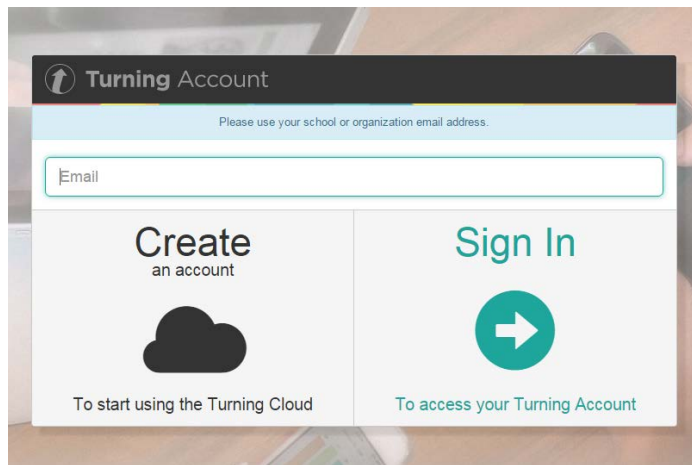 Turning Account
Please use your school or organization email address.
Email
Create
an account
To start using the Turning Cloud
Sign In
To access your Turning Account